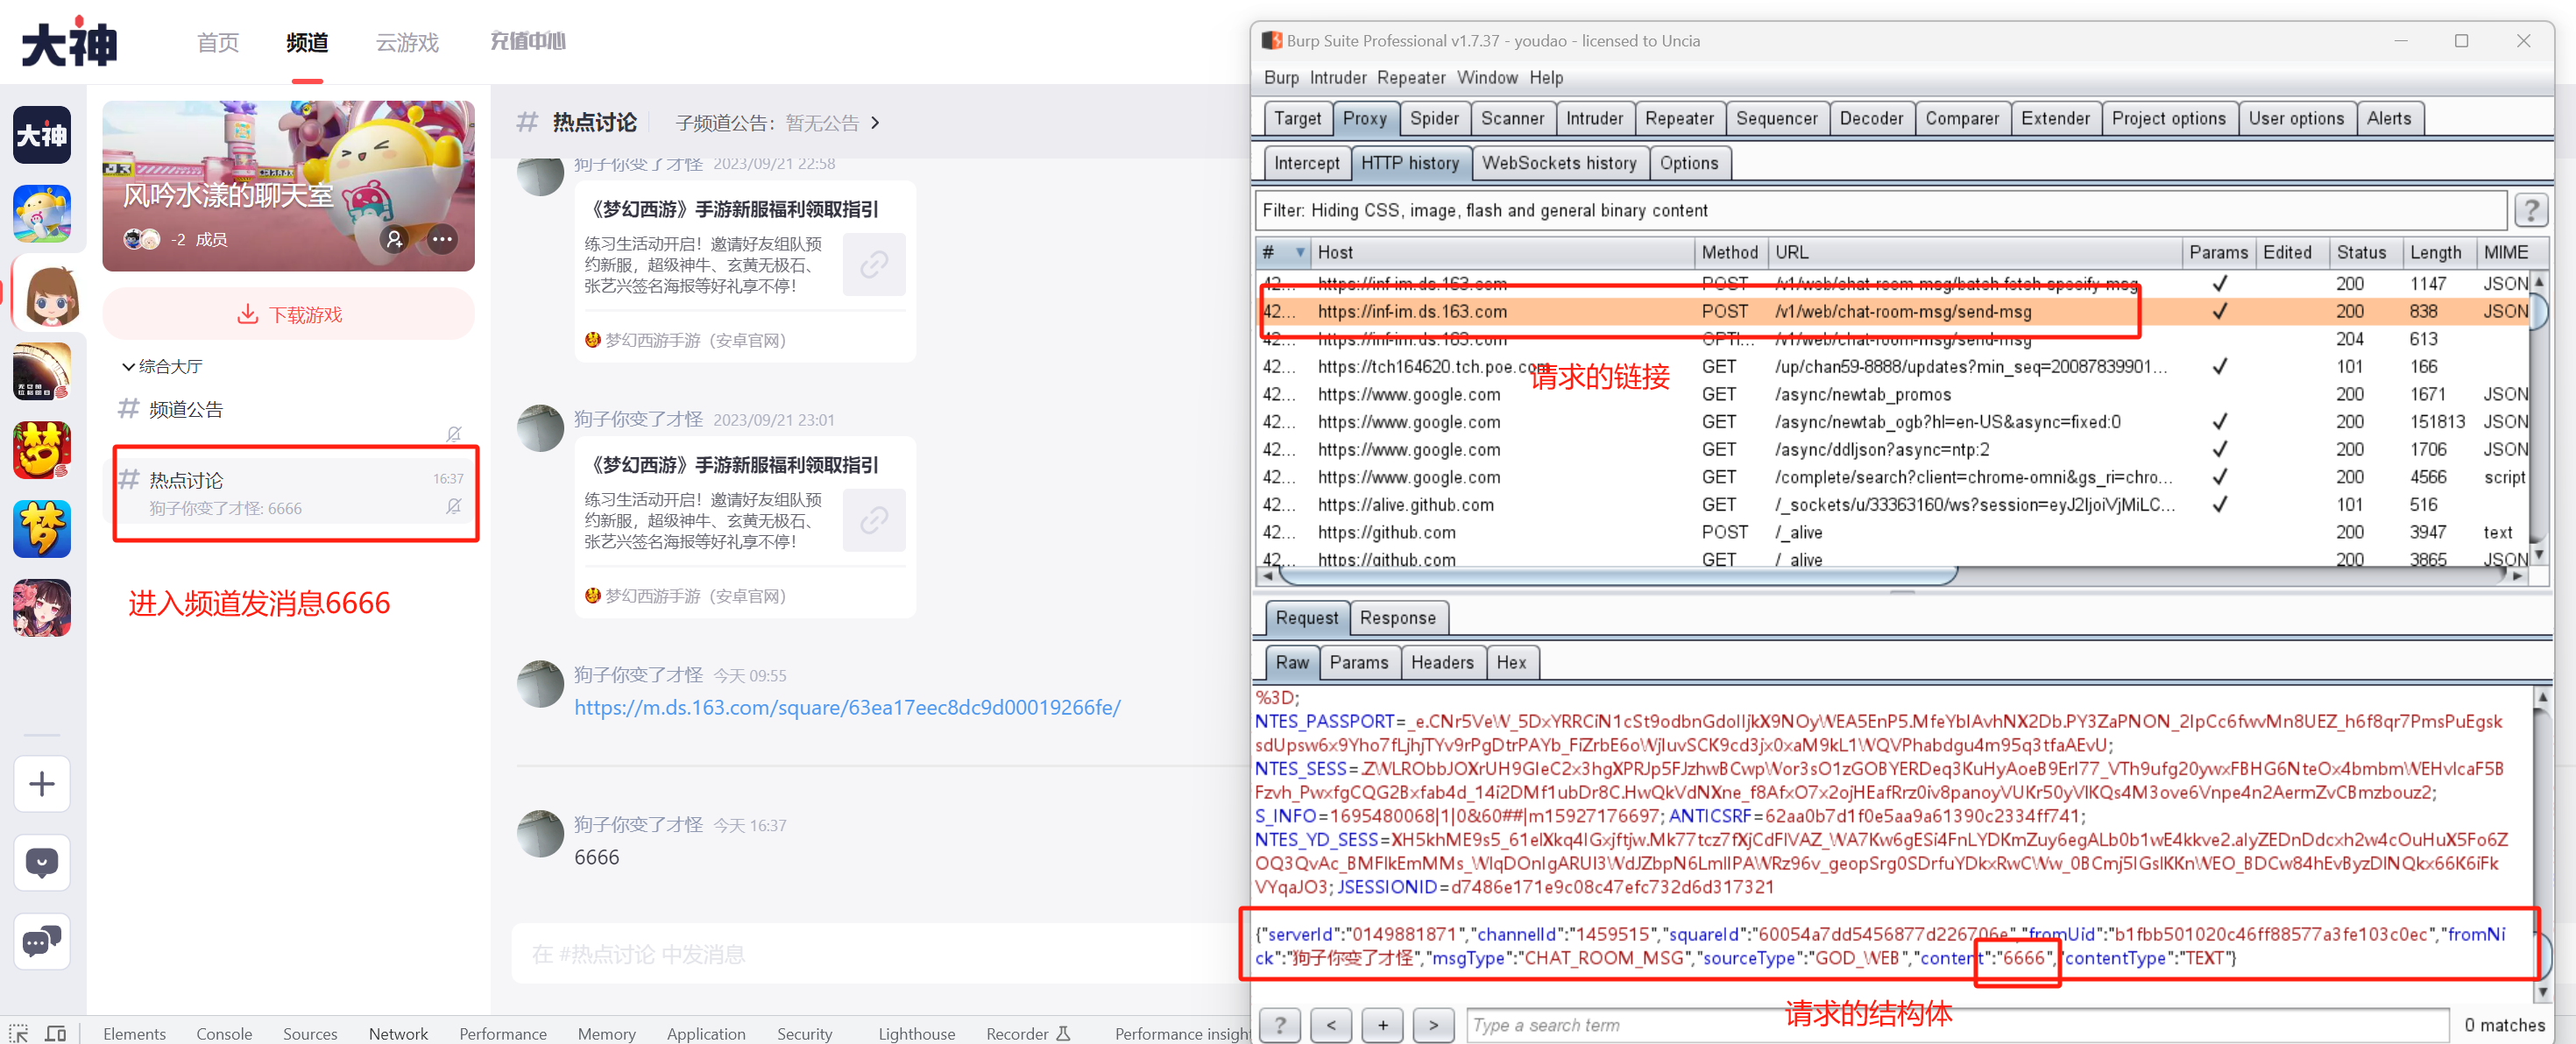 大神
首页
频道
云游戏
充值中心
大神
风吟水漾的聊天室
-2 成员
下载游戏
综合大厅
# 频道公告
# 热点讨论
16:37
狗子你变了才怪: 6666
进入频道发消息6666
# 热点讨论
子频道公告：暂无公告 >
狗子你变了才怪 2023/09/21 22:58
《梦幻西游》手游新服福利领取指引
练习生活动开启！邀请好友组队预
约新服，超级神牛、玄黄无极石、
张艺兴签名海报等好礼享不停！
梦幻西游手游（安卓官网）
狗子你变了才怪 2023/09/21 23:01
《梦幻西游》手游新服福利领取指引
练习生活动开启！邀请好友组队预
约新服，超级神牛、玄黄无极石、
张艺兴签名海报等好礼享不停！
梦幻西游手游（安卓官网）
狗子你变了才怪 今天 09:55
https://m.ds.163.com/square/63ea17eec8dc9d00019266fe/
狗子你变了才怪 今天 16:37
6666
在 #热点讨论 中发消息
Elements Console Sources Network Performance Memory Application Security Lighthouse Recorder Performance insigh
Burp Suite Professional v1.7.37 - youdao - licensed to Uncia
Burp Intruder Repeater Window Help
Target Proxy Spider Scanner Intruder Repeater Sequencer Decoder Comparer Extender Project options User options Alerts
Intercept HTTP history WebSockets history Options
Filter: Hiding CSS, image, flash and general binary content
?
# Host Method URL Params Edited Status Length MIME
42... https://inf-im.ds.163.com POST /v1/web/chat-room-msg/batch-fetch-specify-msg ✓ 200 1147 JSON
42... https://inf-im.ds.163.com POST /v1/web/chat-room-msg/send-msg ✓ 200 838 JSON
42... https://inf-im.ds.163.com OPTI... /v1/web/chat-room-msg/send-msg 204 613
42... https://tch164620.tch.poe.com GET /up/chan59-8888/updates?min_seq=20087839901... ✓ 101 166
请求的链接
42... https://www.google.com GET /async/newtab_promos 200 1671 JSON
42... https://www.google.com GET /async/newtab_ogb?hl=en-US&async=fixed:0 ✓ 200 151813 JSON
42... https://www.google.com GET /async/ddljson?async=ntp:2 ✓ 200 1706 JSON
42... https://www.google.com GET /complete/search?client=chrome-omni&gs_ri=chro... ✓ 200 4566 script
42... https://alive.github.com GET /_sockets/u/33363160/ws?session=eyJ2IjoiVjMiLC... ✓ 101 516
42... https://github.com POST /_alive 200 3947 text
42... https://github.com GET /_alive 200 3865 JSON
Request Response
Raw Params Headers Hex
%3D;
S_INFO=1695480068|1|0&60##|m15927176697; ANTICSRF=62aa0b7d1f0e5aa9a61390c2334ff741;
VYqaJO3; JSESSIONID=d7486e171e9c08c47efc732d6d317321
{"serverId":"0149881871","channelId":"1459515","squareId":"60054a7dd5456877d226706e","fromUid":"b1fbb501020c46ff88577a3fe103c0ec","fromNi
ck":"狗子你变了才怪","msgType":"CHAT_ROOM_MSG","sourceType":"GOD_WEB","content":"6666","contentType":"TEXT"}
请求的结构体
? < + > Type a search term 0 matches